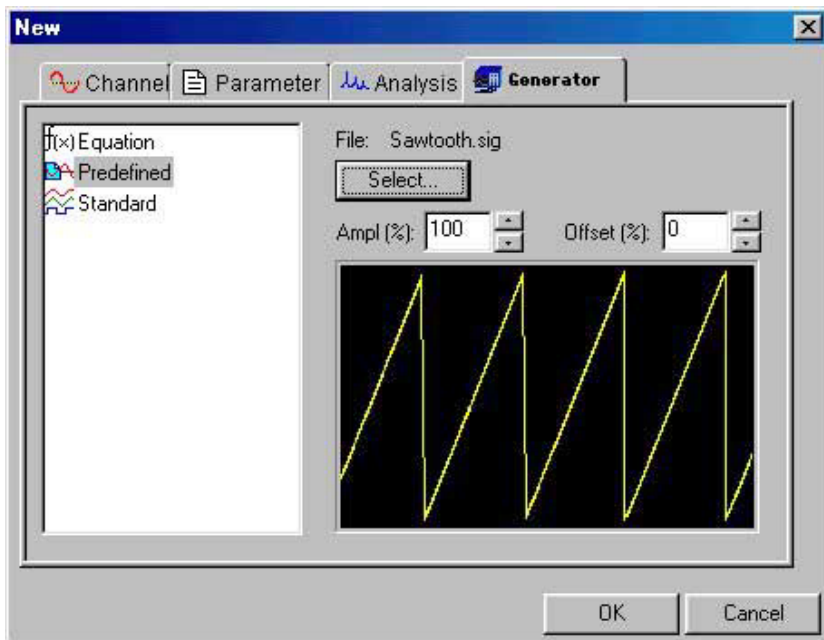 New
Channel Parameter Analysis Generator
f(x) Equation
Predefined
Standard
File: Sawtooth.sig
Select...
Ampl (%): 100 Offset (%): 0
OK Cancel